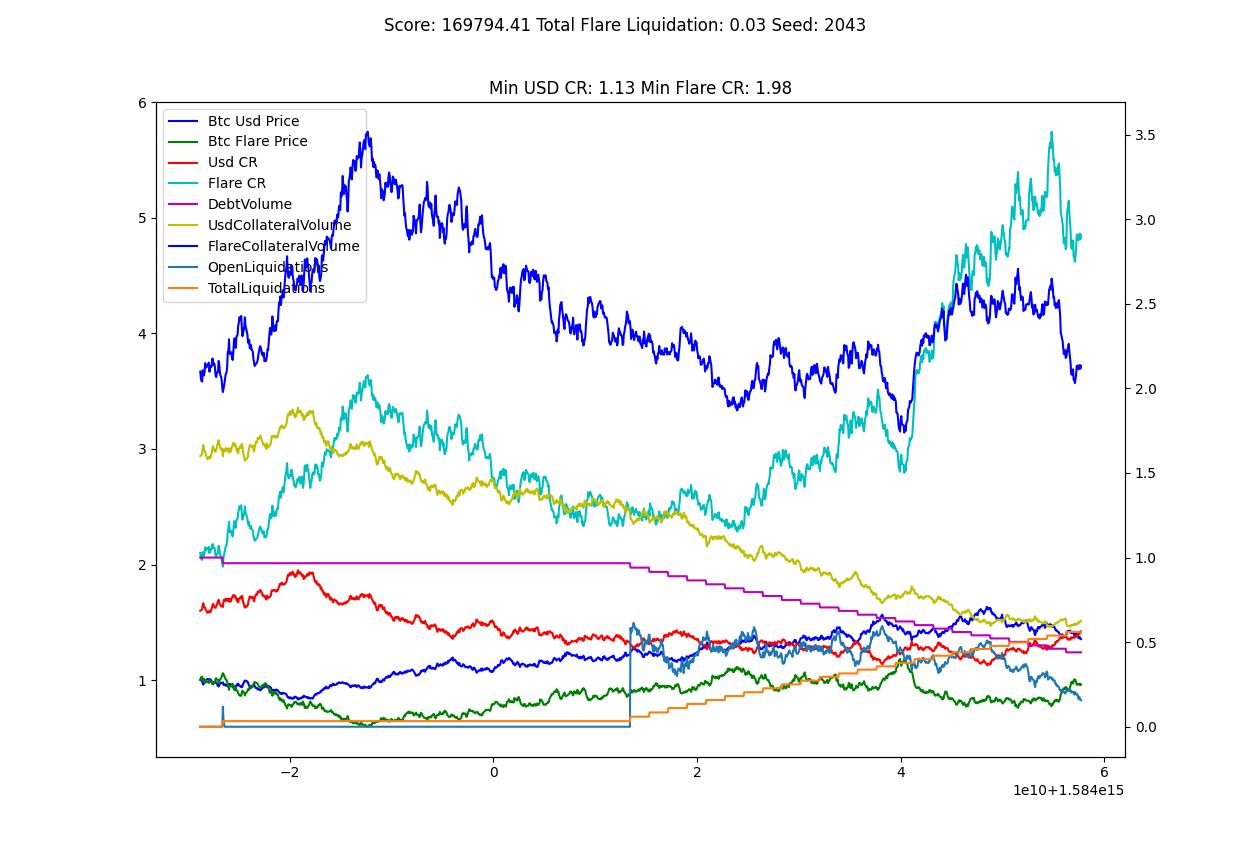 Score: 169794.41 Total Flare Liquidation: 0.03 Seed: 2043
Min USD CR: 1.13 Min Flare CR: 1.98
6
5
4
3
2
1
Btc Usd Price
Btc Flare Price
Usd CR
Flare CR
DebtVolume
UsdCollateralVolume
FlareCollateralVolume
OpenLiquidations
TotalLiquidations
3.5
3.0
2.5
2.0
1.5
1.0
0.5
0.0
−2 0 2 4 6
1e10+1.584e15